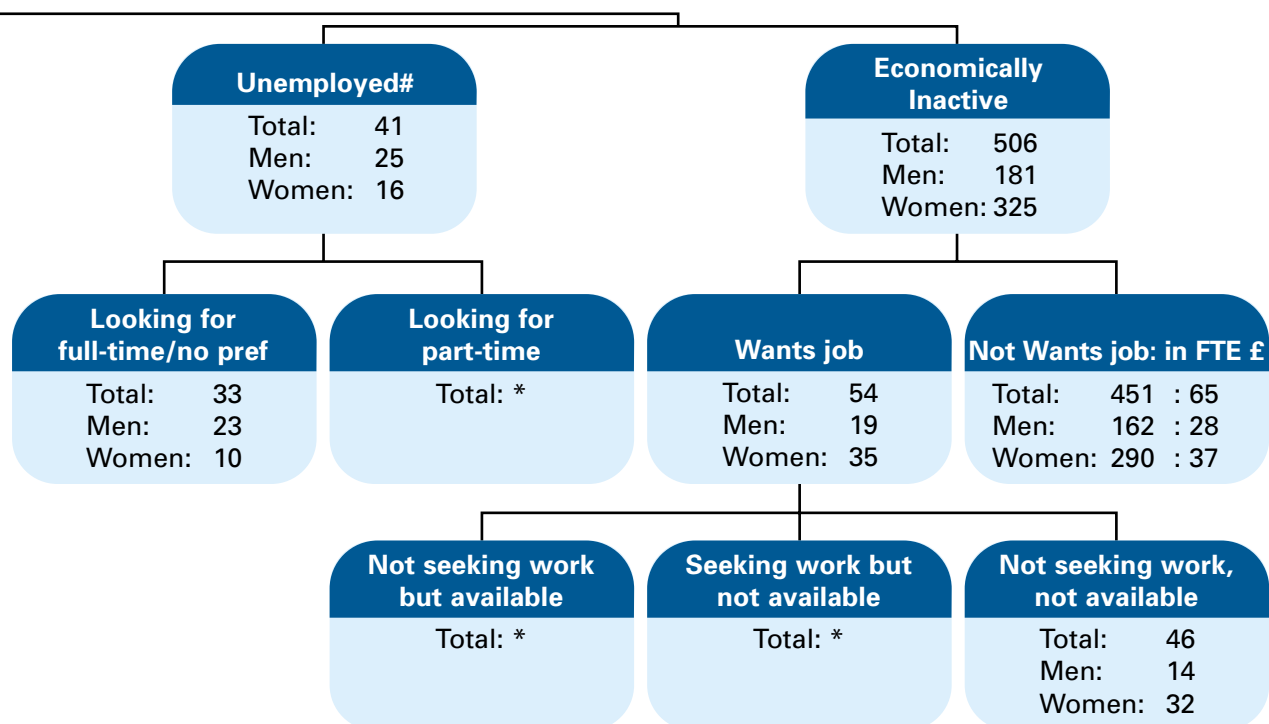 Unemployed#
Total: 41
Men: 25
Women: 16
Economically
Inactive
Total: 506
Men: 181
Women: 325
Looking for
full-time/no pref
Total: 33
Men: 23
Women: 10
Looking for
part-time
Total: *
Wants job
Total: 54
Men: 19
Women: 35
Not Wants job: in FTE £
Total: 451 : 65
Men: 162 : 28
Women: 290 : 37
Not seeking work
but available
Total: *
Seeking work but
not available
Total: *
Not seeking work,
not available
Total: 46
Men: 14
Women: 32